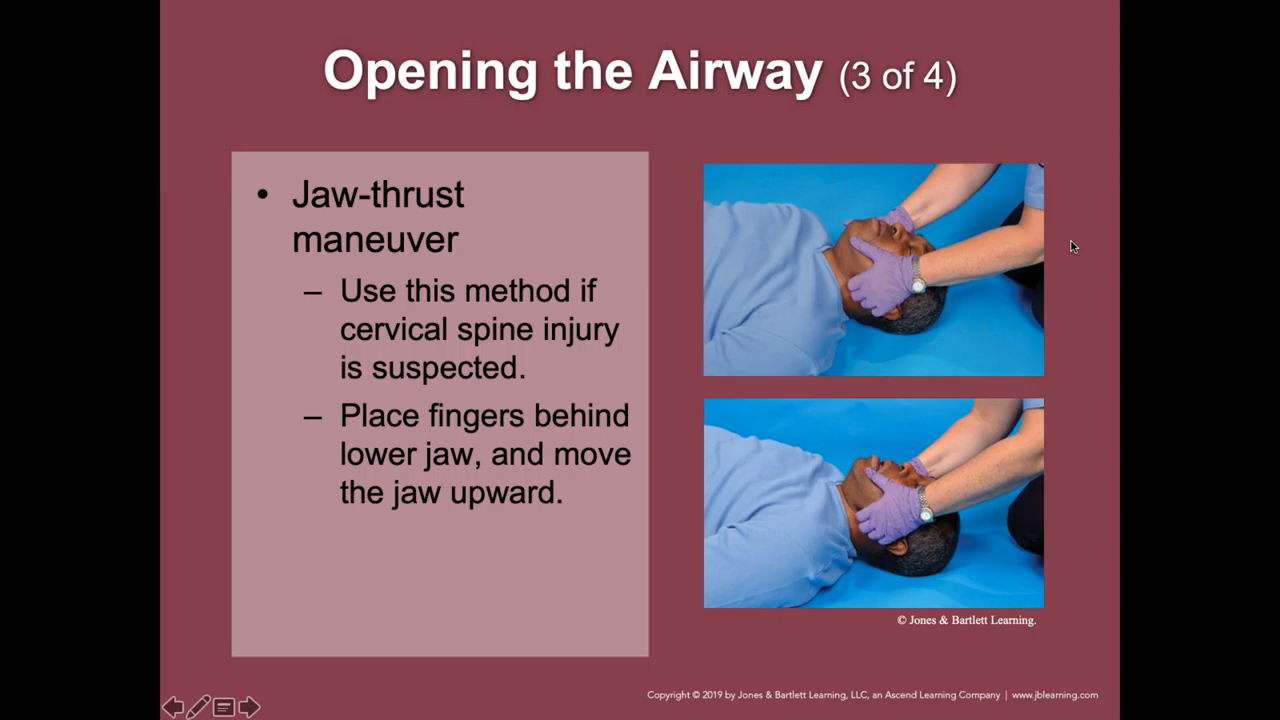 Opening the Airway (3 of 4)
• Jaw-thrust
maneuver
– Use this method if
cervical spine injury
is suspected.
– Place fingers behind
lower jaw, and move
the jaw upward.
© Jones & Bartlett Learning.
Copyright © 2019 by Jones & Bartlett Learning, LLC, an Ascend Learning Company | www.jblearning.com